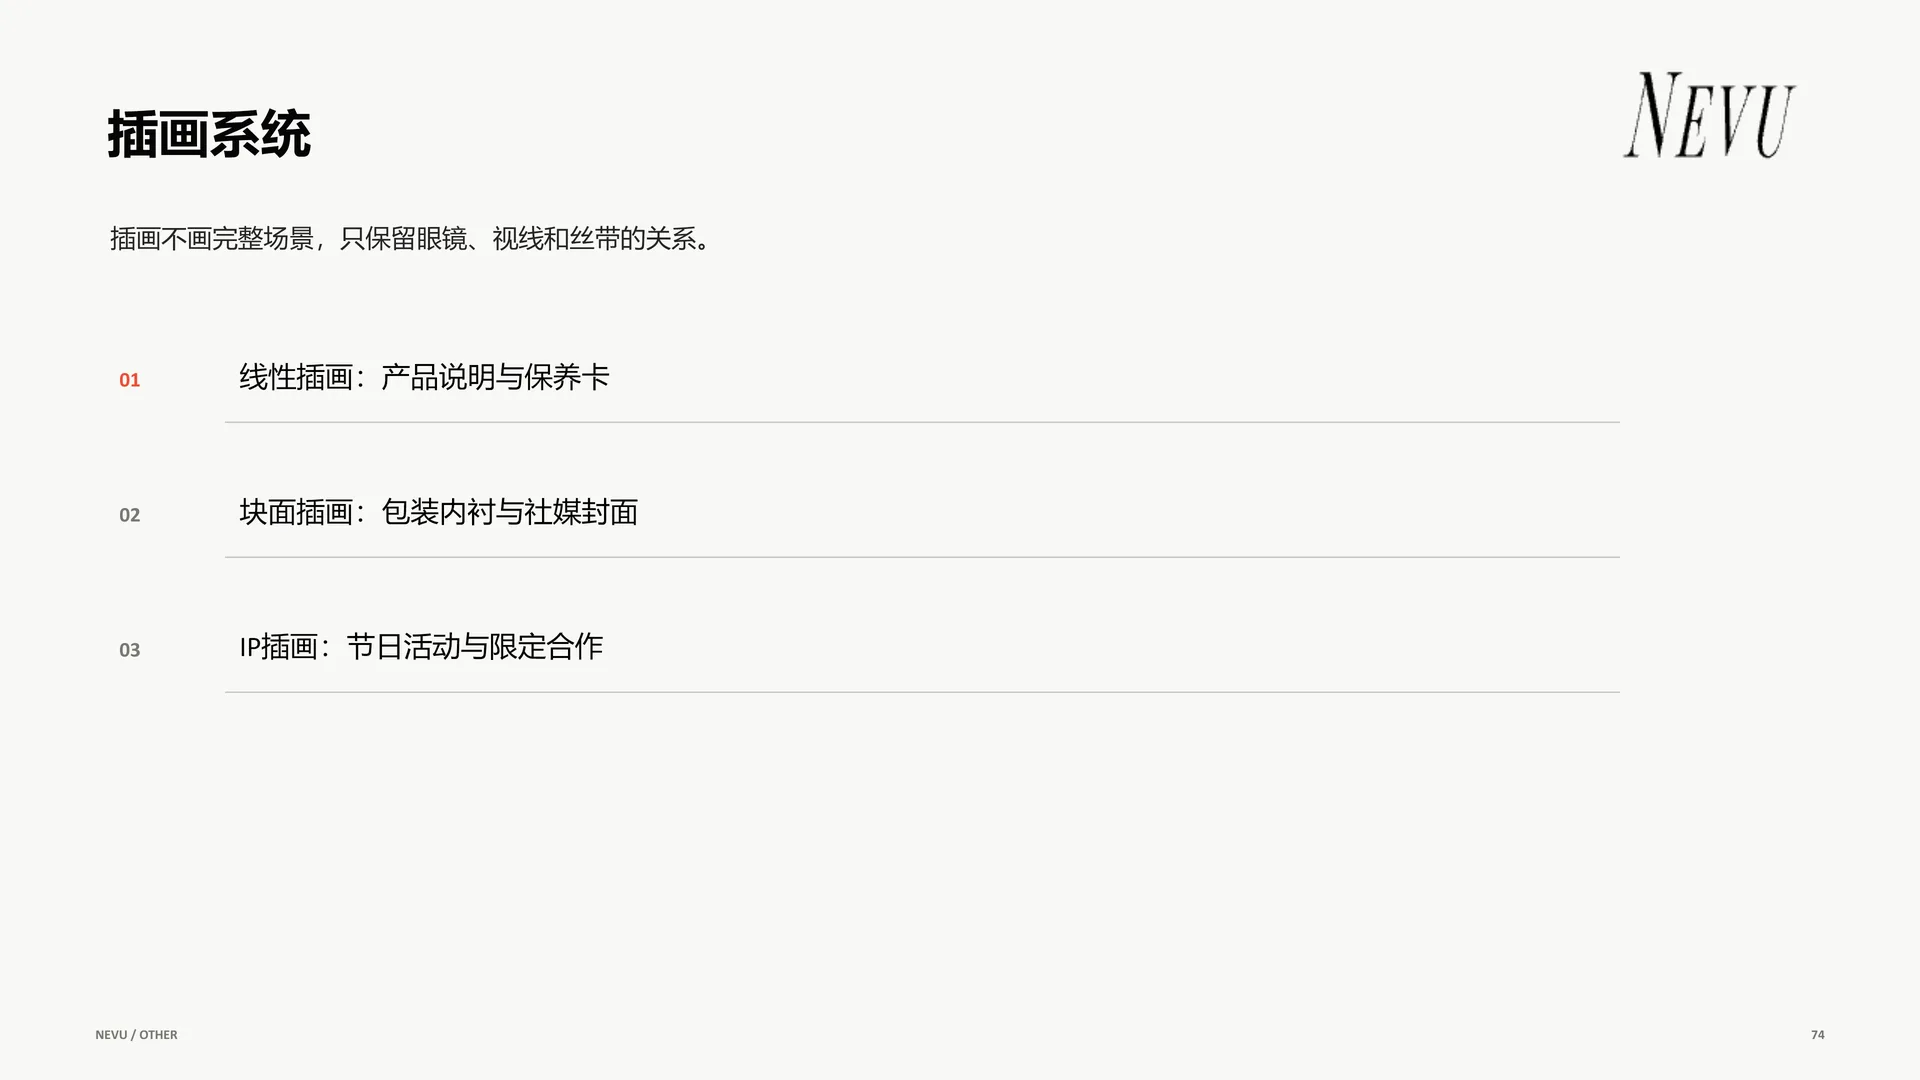 插画系统
NEVU
插画不画完整场景，只保留眼镜、视线和丝带的关系。
01
线性插画：产品说明与保养卡
02
块面插画：包装内衬与社媒封面
03
IP插画：节日活动与限定合作
NEVU / OTHER
74